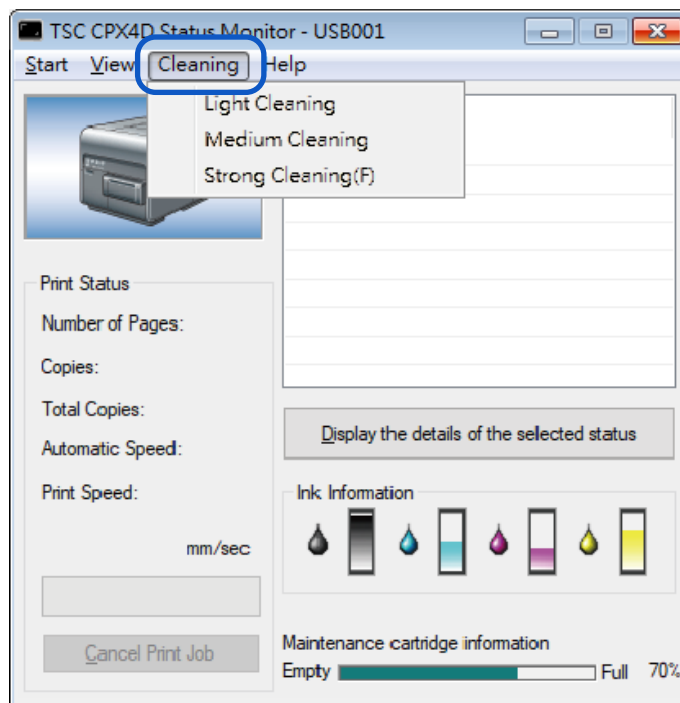 TSC CPX4D Status Monitor - USB001
Start View Cleaning Help
Light Cleaning
Medium Cleaning
Strong Cleaning(F)
Print Status
Number of Pages:
Copies:
Total Copies:
Automatic Speed:
Print Speed:
mm/sec
Cancel Print Job
Display the details of the selected status
Ink Information
Maintenance cartridge information
Empty Full 70%